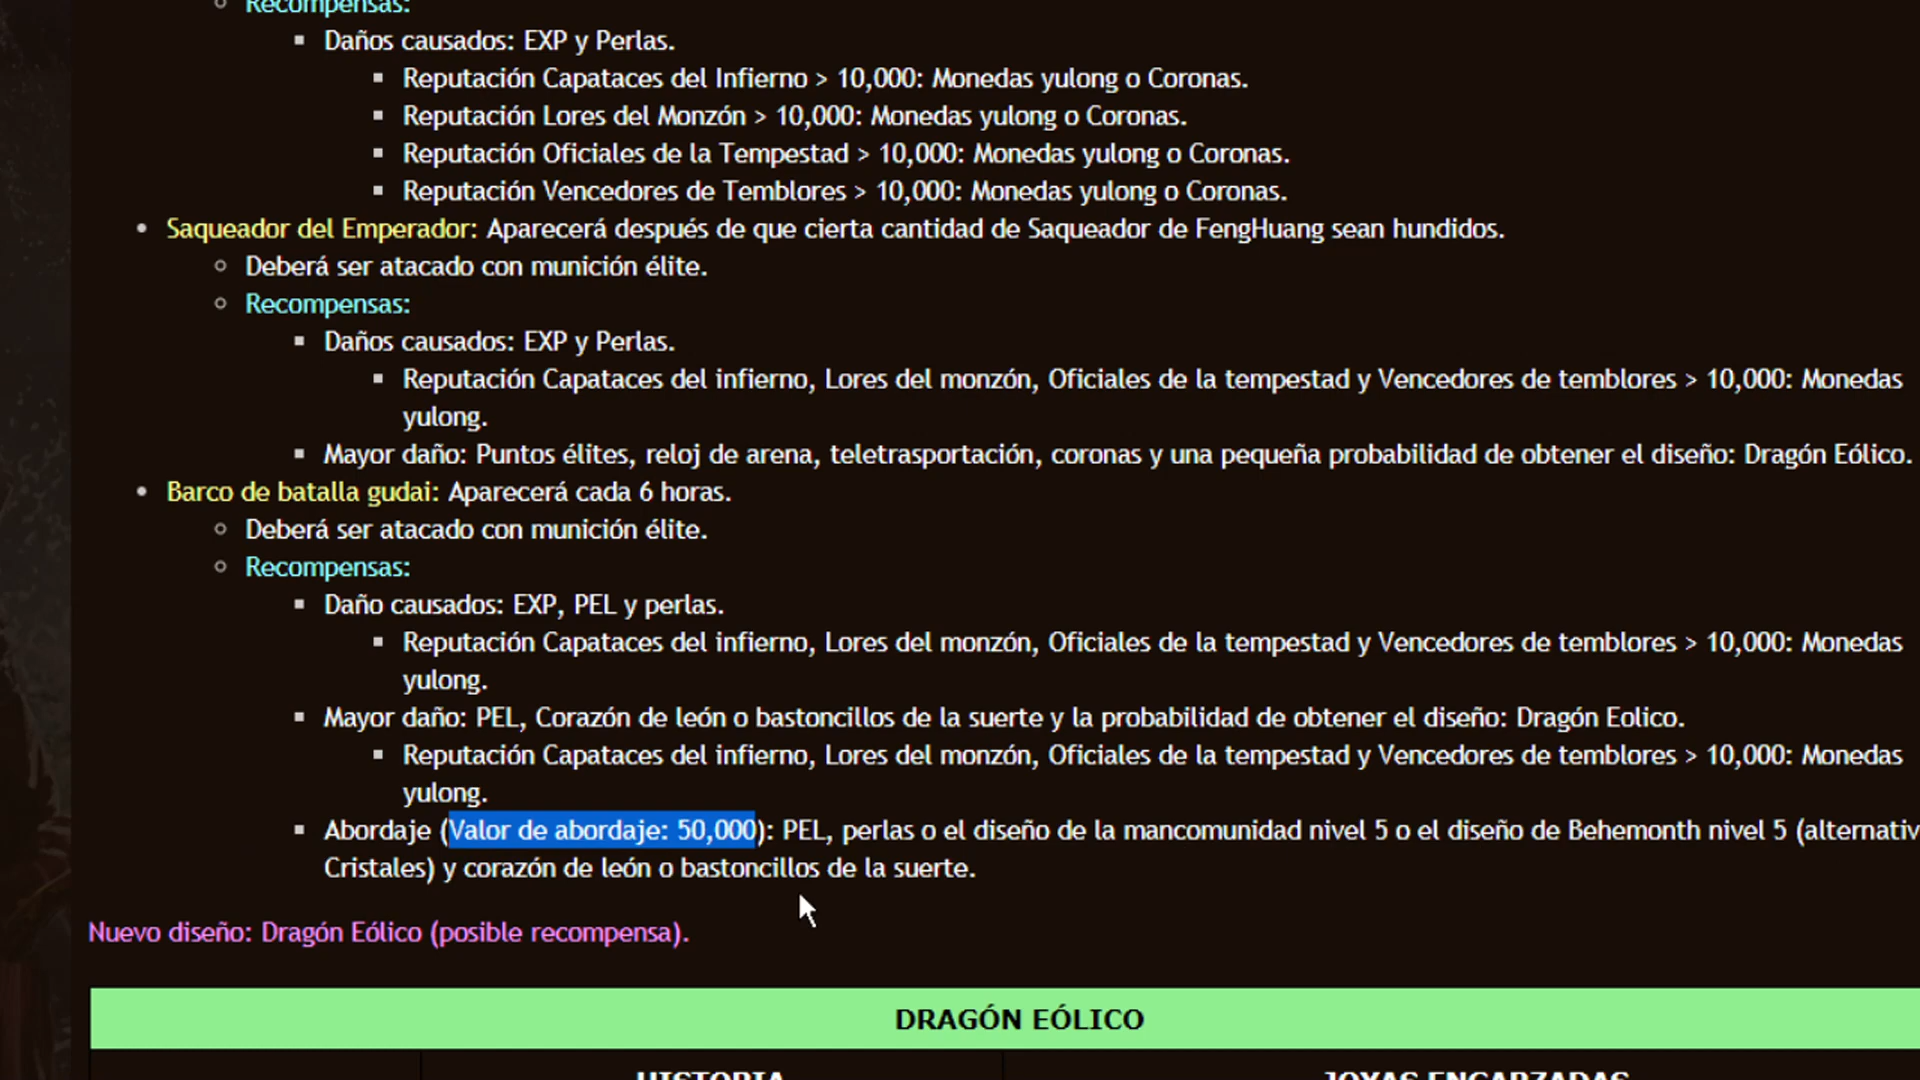 Recompensas:
Daños causados: EXP y Perlas.
Reputación Capataces del Infierno > 10,000: Monedas yulong o Coronas.
Reputación Lores del Monzón > 10,000: Monedas yulong o Coronas.
Reputación Oficiales de la Tempestad > 10,000: Monedas yulong o Coronas.
Reputación Vencedores de Temblores > 10,000: Monedas yulong o Coronas.
Saqueador del Emperador: Aparecerá después de que cierta cantidad de Saqueador de FengHuang sean hundidos.
Deberá ser atacado con munición élite.
Recompensas:
Daños causados: EXP y Perlas.
Reputación Capataces del infierno, Lores del monzón, Oficiales de la tempestad y Vencedores de temblores > 10,000: Monedas
yulong.
Mayor daño: Puntos élites, reloj de arena, teletrasportación, coronas y una pequeña probabilidad de obtener el diseño: Dragón Eólico.
Barco de batalla gudai: Aparecerá cada 6 horas.
Deberá ser atacado con munición élite.
Recompensas:
Daño causados: EXP, PEL y perlas.
Reputación Capataces del infierno, Lores del monzón, Oficiales de la tempestad y Vencedores de temblores > 10,000: Monedas
yulong.
Mayor daño: PEL, Corazón de león o bastoncillos de la suerte y la probabilidad de obtener el diseño: Dragón Eolico.
Reputación Capataces del infierno, Lores del monzón, Oficiales de la tempestad y Vencedores de temblores > 10,000: Monedas
yulong.
Abordaje (Valor de abordaje: 50,000): PEL, perlas o el diseño de la mancomunidad nivel 5 o el diseño de Behemonth nivel 5 (alternativ
Cristales) y corazón de león o bastoncillos de la suerte.
Nuevo diseño: Dragón Eólico (posible recompensa).
DRAGÓN EÓLICO
HISTORIA JOYAS ENGARZADAS